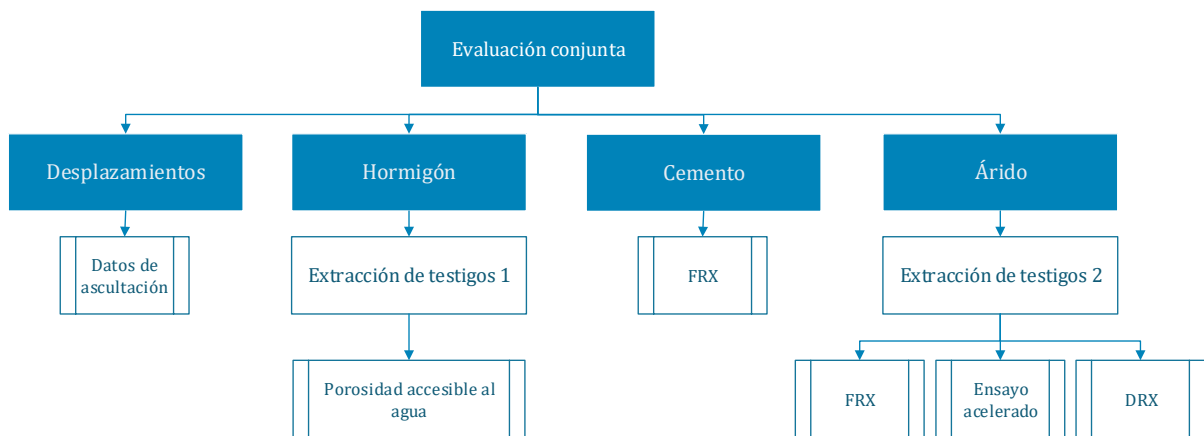 Evaluación conjunta
Desplazamientos
Hormigón
Cemento
Árido
Datos de
ascultación
Extracción de testigos 1
FRX
Extracción de testigos 2
Porosidad accesible al
agua
FRX
Ensayo
acelerado
DRX